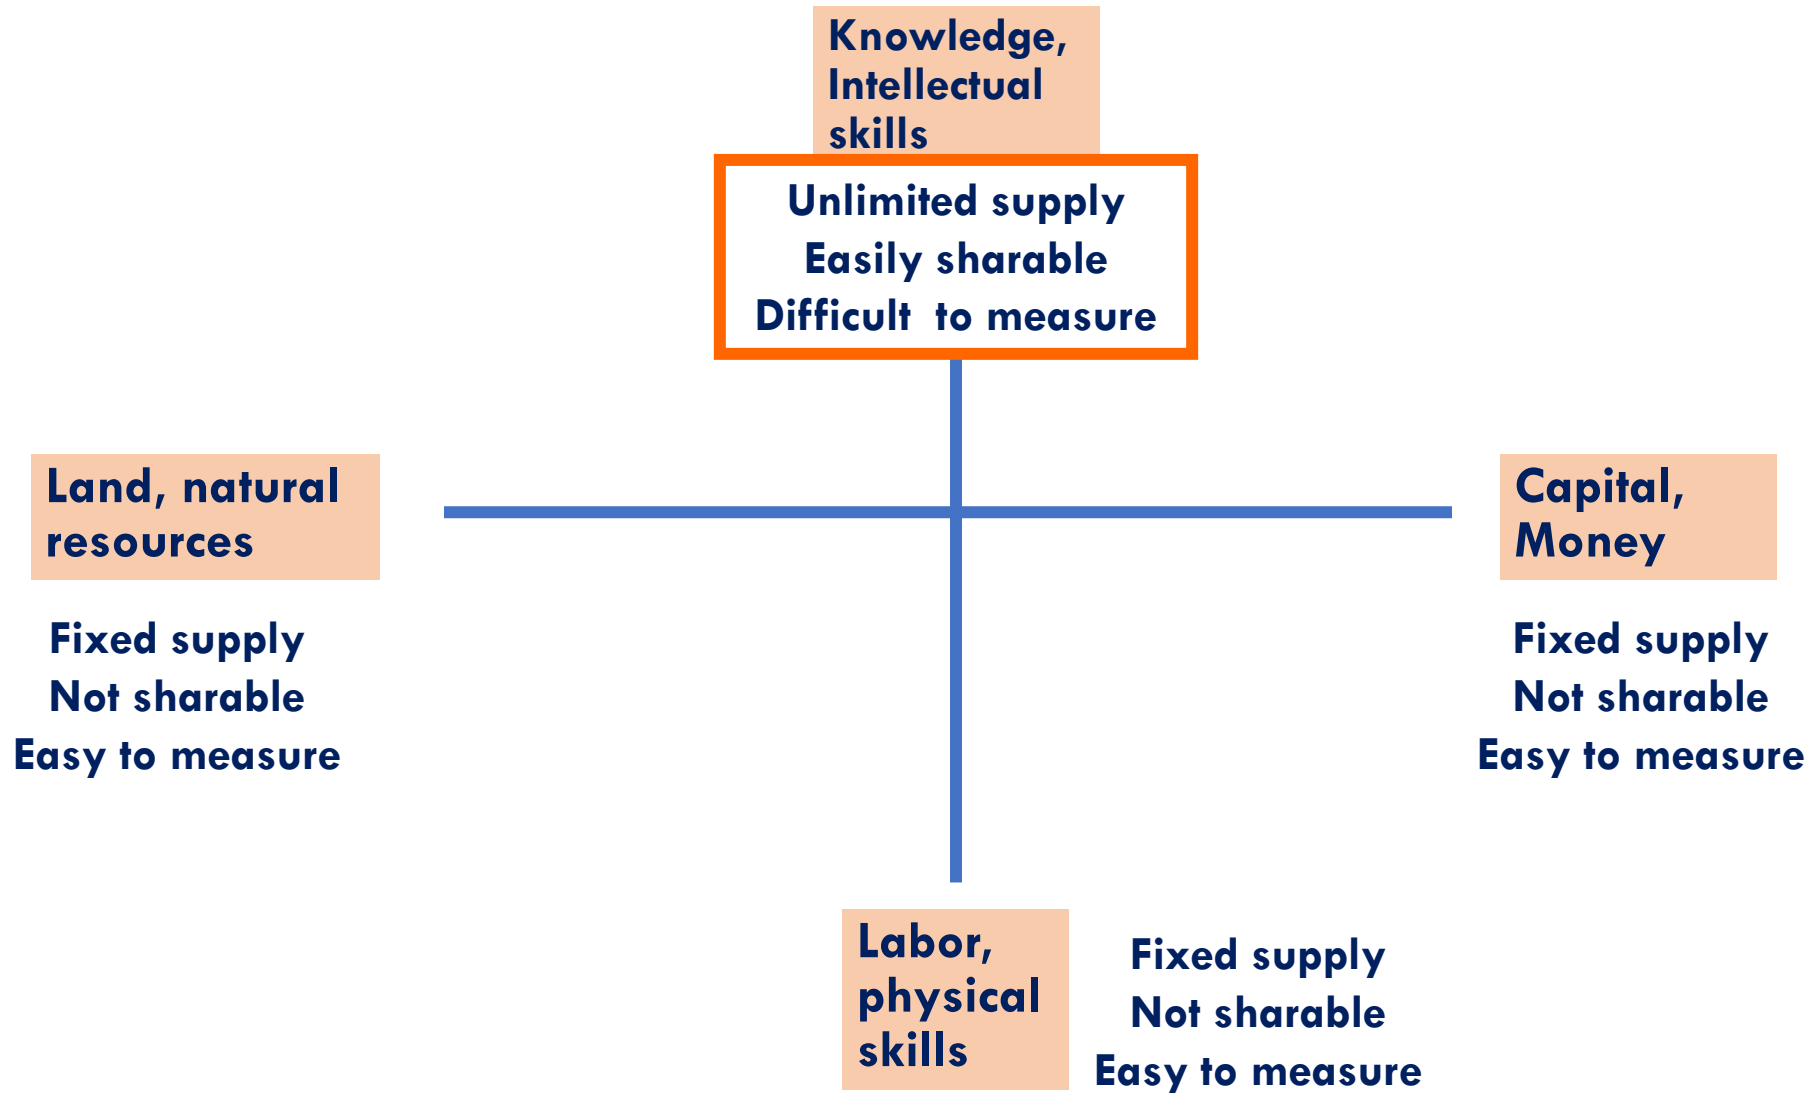 Knowledge,
Intellectual
skills
Unlimited supply
Easily sharable
Difficult  to measure
Land, natural
resources
Fixed supply
Not sharable
Easy to measure
Capital,
Money
Fixed supply
Not sharable
Easy to measure
Labor,
physical
skills
Fixed supply
Not sharable
Easy to measure